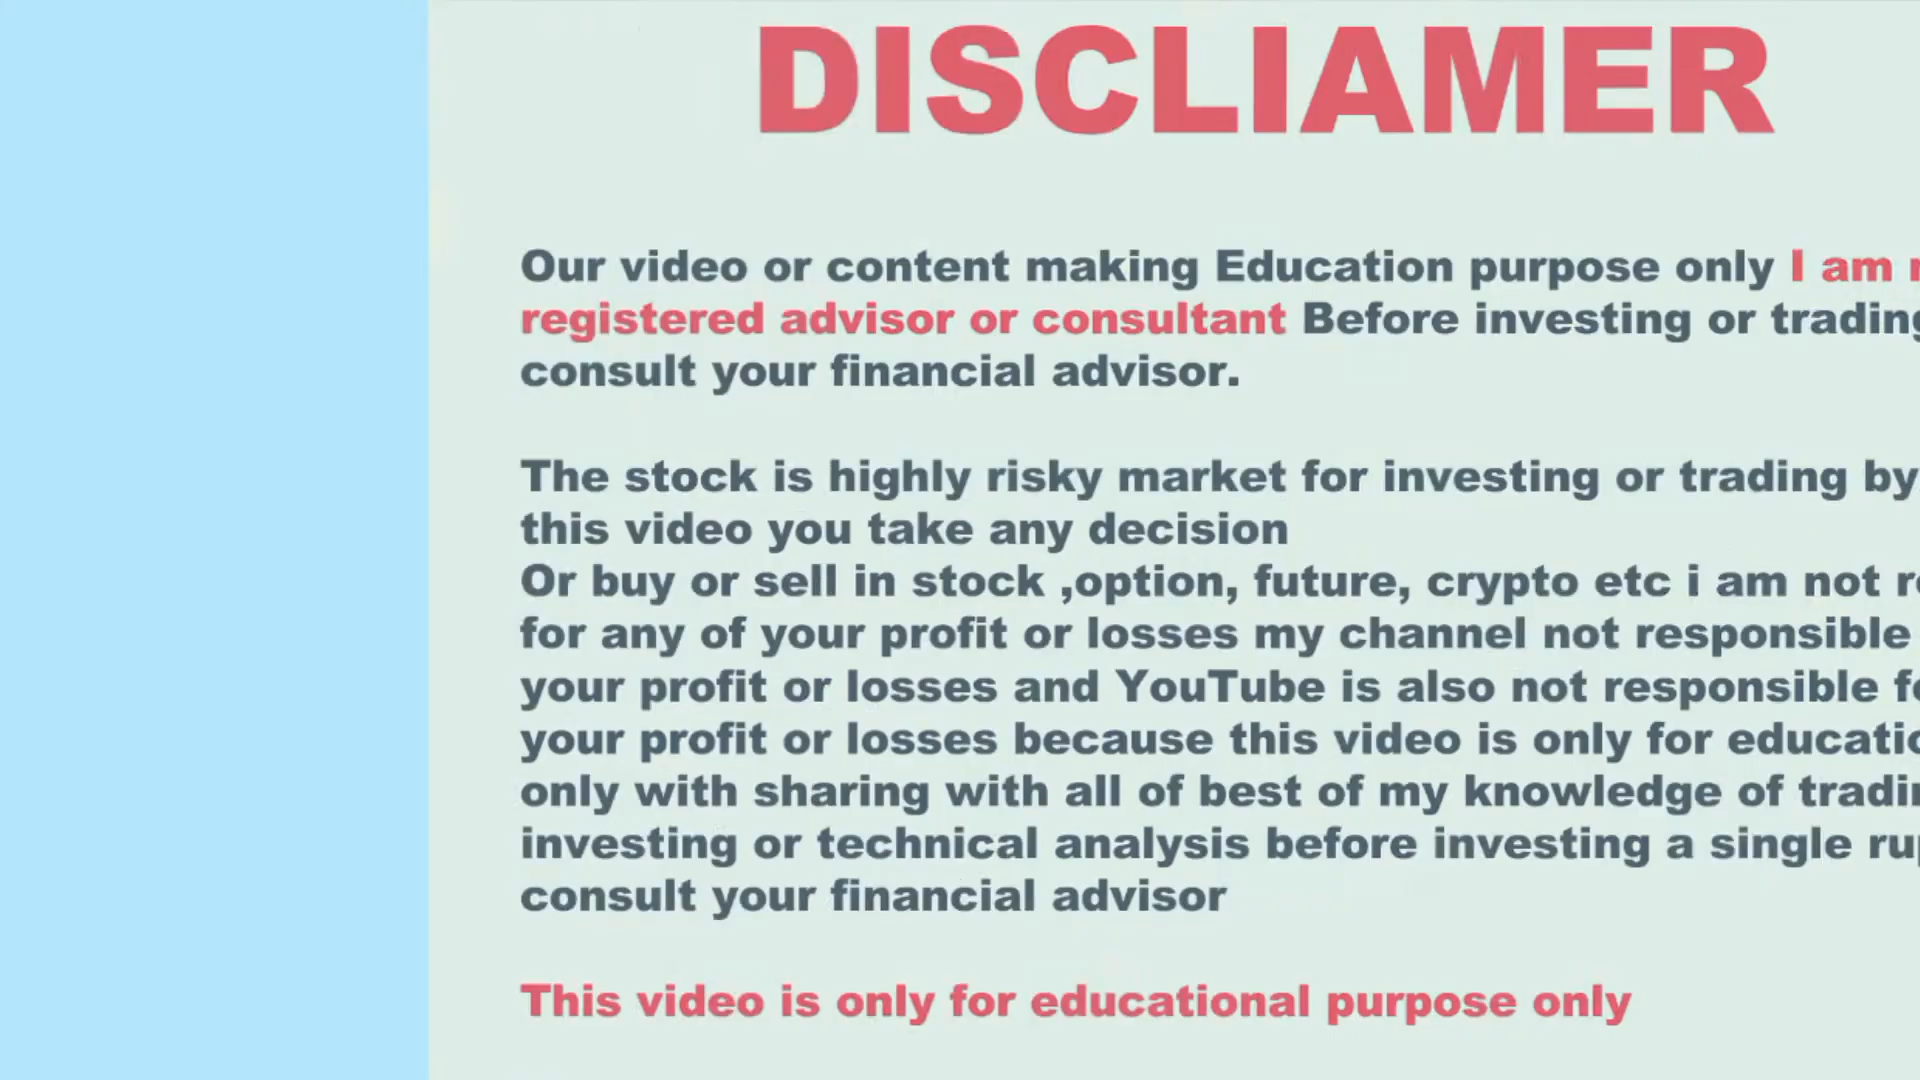 DISCLIAMER
Our video or content making Education purpose only I am
registered advisor or consultant Before investing or trading
consult your financial advisor.
The stock is highly risky market for investing or trading by
this video you take any decision
Or buy or sell in stock ,option, future, crypto etc i am not
for any of your profit or losses my channel not responsible
your profit or losses and YouTube is also not responsible
your profit or losses because this video is only for
only with sharing with all of best of my knowledge of
investing or technical analysis before investing a single
consult your financial advisor
This video is only for educational purpose only